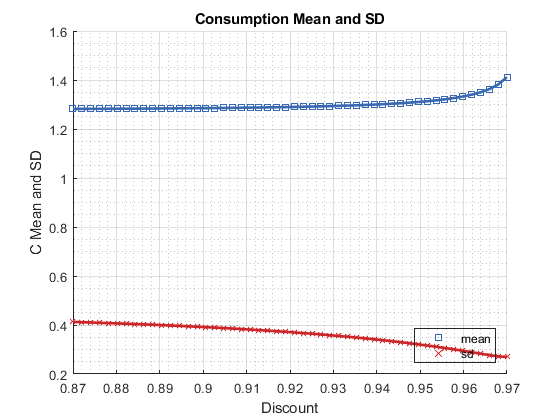 Consumption Mean and SD
1.6
1.4
1.2
1
0.8
0.6
0.4
0.2
C Mean and SD
mean
sd
0.87 0.88 0.89 0.9 0.91 0.92 0.93 0.94 0.95 0.96 0.97
Discount